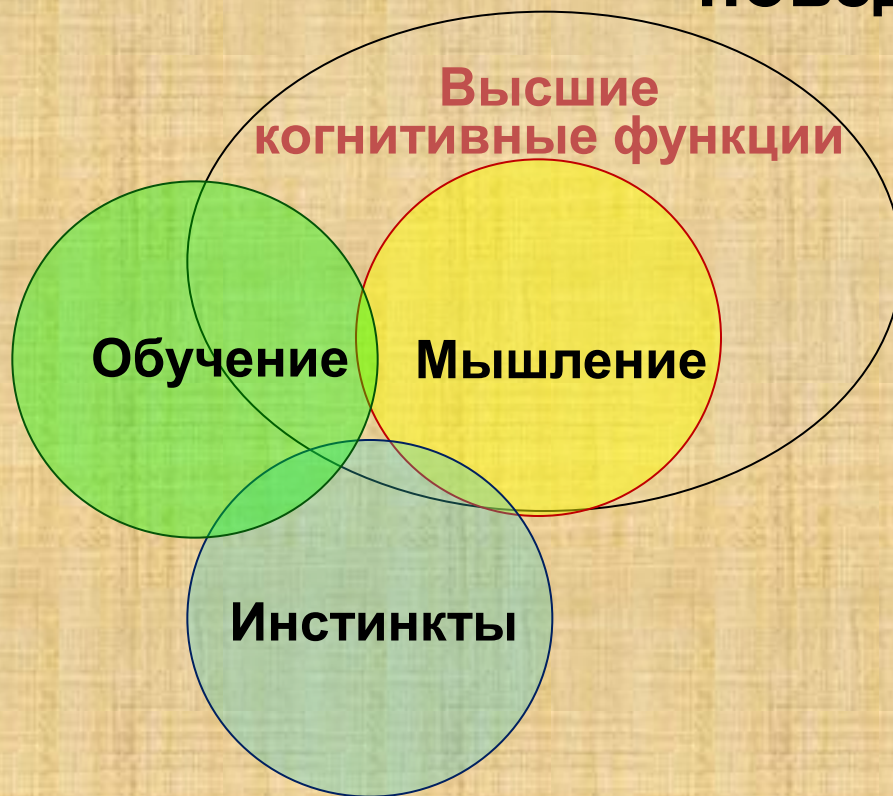 Высшие
когнитивные функции
Обучение
Мышление
Инстинкты